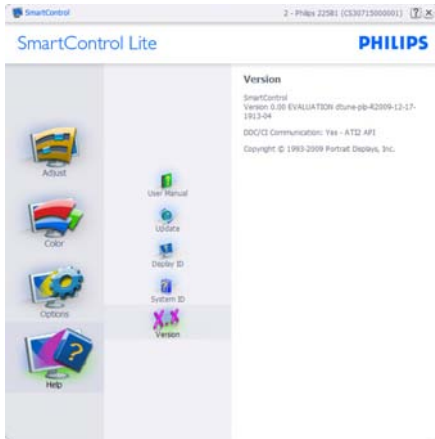 SmartControl
2 - Philips 225B1 (CS30715000001)
? x
SmartControl Lite
PHILIPS
Adjust
Color
Options
?
Help
User Manual
Update
Display ID
System ID
X.X
Version
Version
SmartControl
Version 0.00 EVALUATION dtune-plp-R2009-12-17-
1913-04
DDC/CI Communication: Yes - ATI2 API
Copyright © 1993-2009 Portrait Displays, Inc.